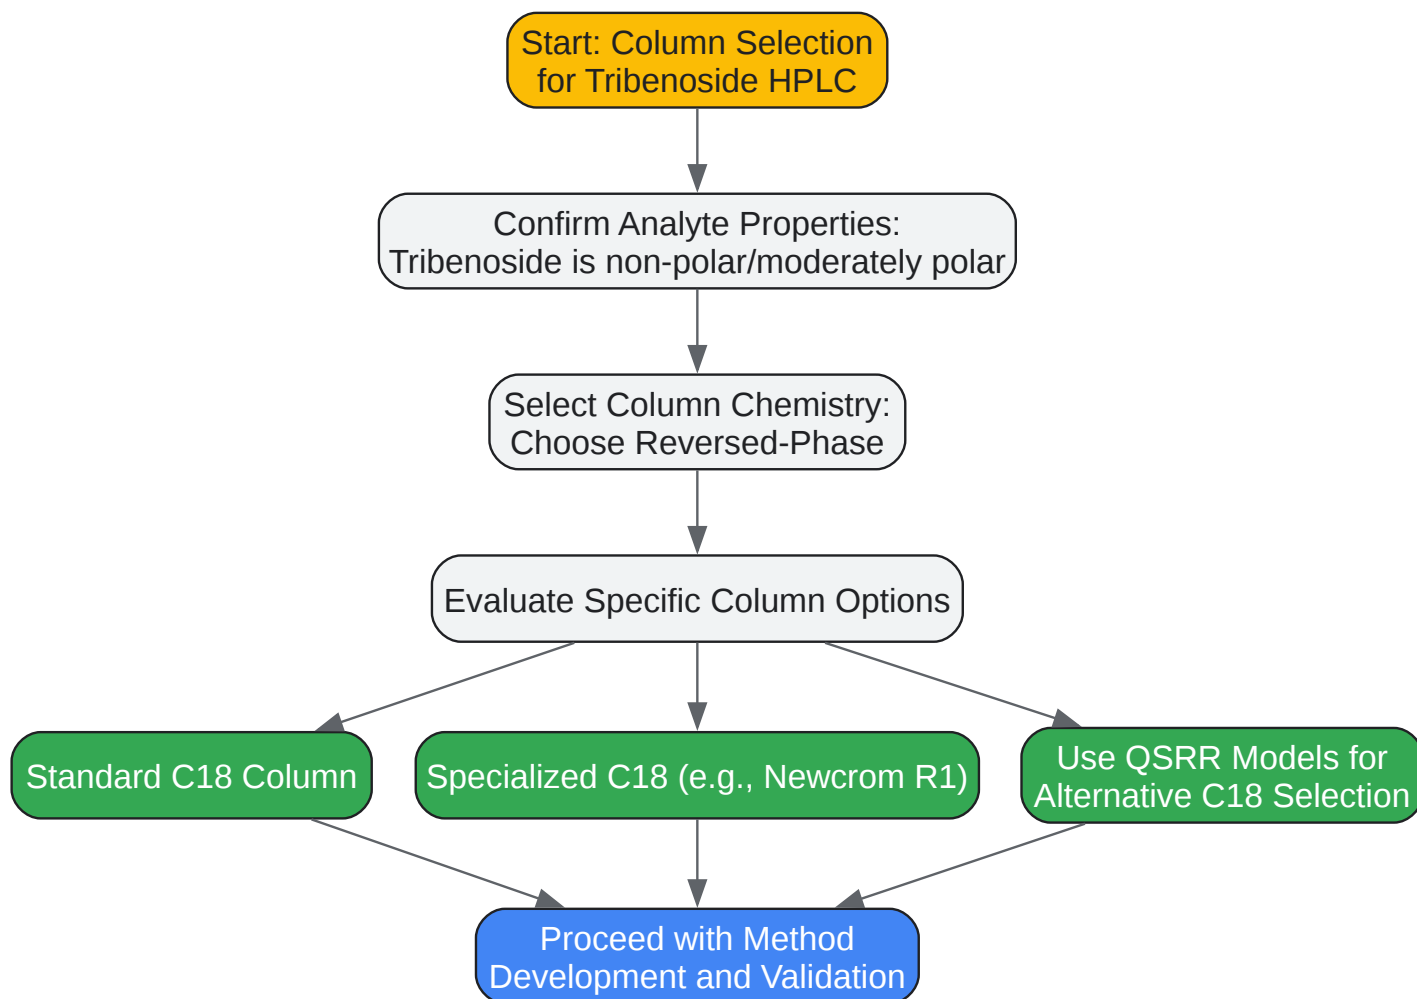 Start: Column Selection
for Tribenoside HPLC
Confirm Analyte Properties:
Tribenoside is non-polar/moderately polar
Select Column Chemistry:
Choose Reversed-Phase
Evaluate Specific Column Options
Standard C18 Column
Specialized C18 (e.g., Newcrom R1)
Use QSRR Models for
Alternative C18 Selection
Proceed with Method
Development and Validation